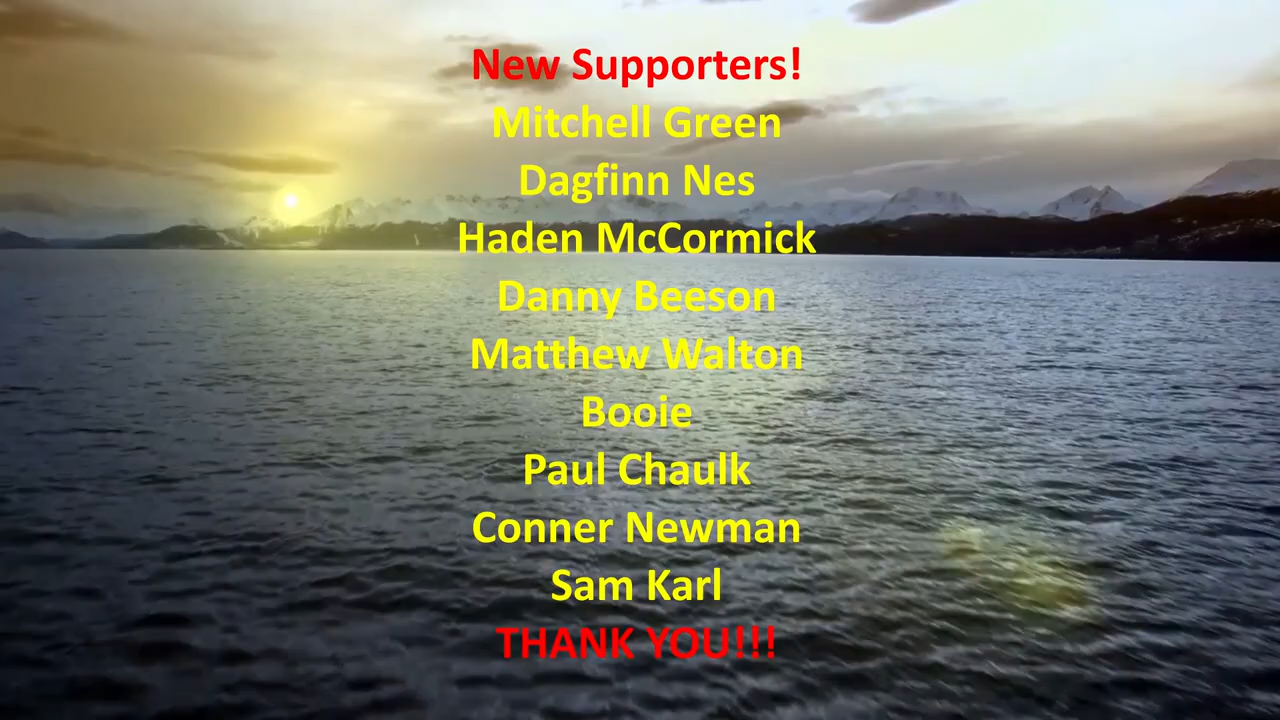 New Supporters!
Mitchell Green
Dagfinn Nes
Haden McCormick
Danny Beeson
Matthew Walton
Booie
Paul Chaulk
Conner Newman
Sam Karl
THANK YOU!!!